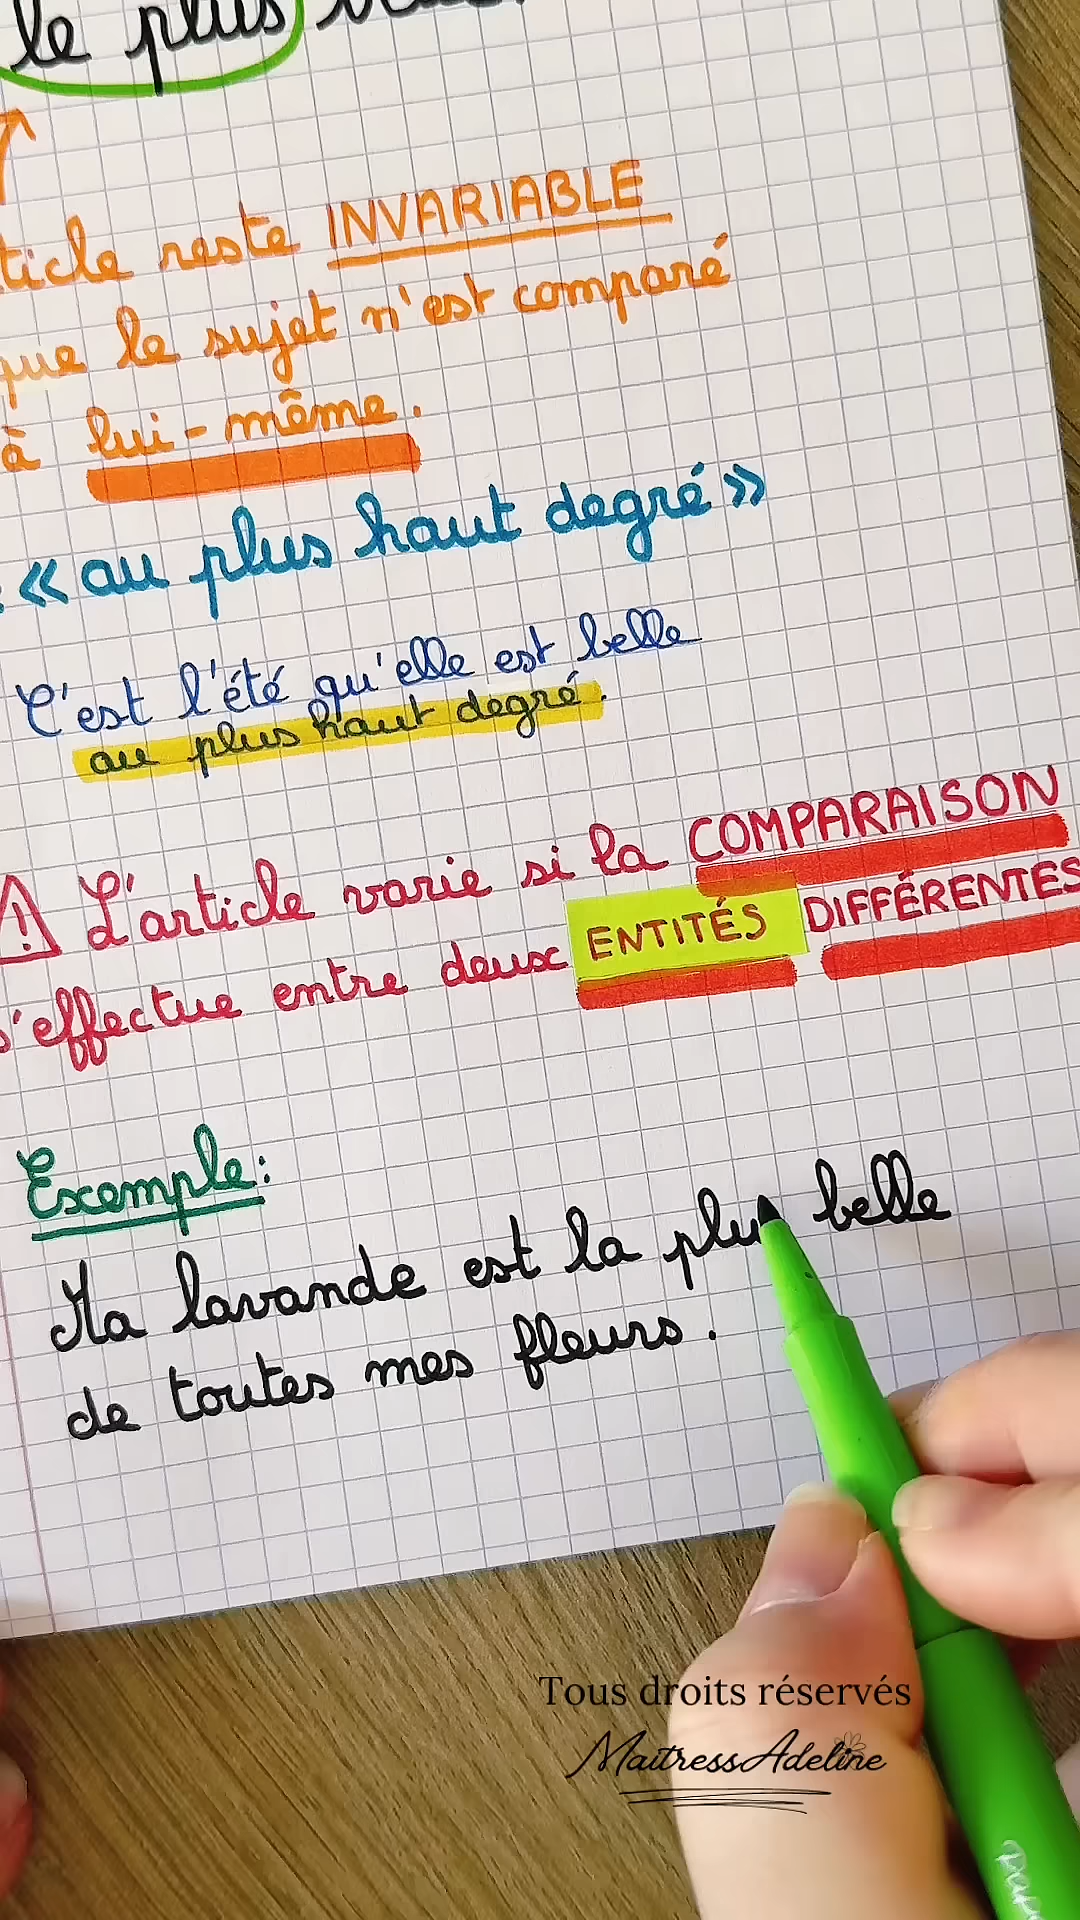 le plus
ticle reste INVARIABLE
que le sujet n'est comparé
à lui-même.
: « au plus haut degré »
C'est l'été qu'elle est belle
au plus haut degré.
⚠ L'article varie si la COMPARAISON
s'effectue entre deux ENTITÉS DIFFÉRENTES
Exemple:
Ma lavande est la plus belle
de toutes mes fleurs.
Tous droits réservés
MaitressAdeline